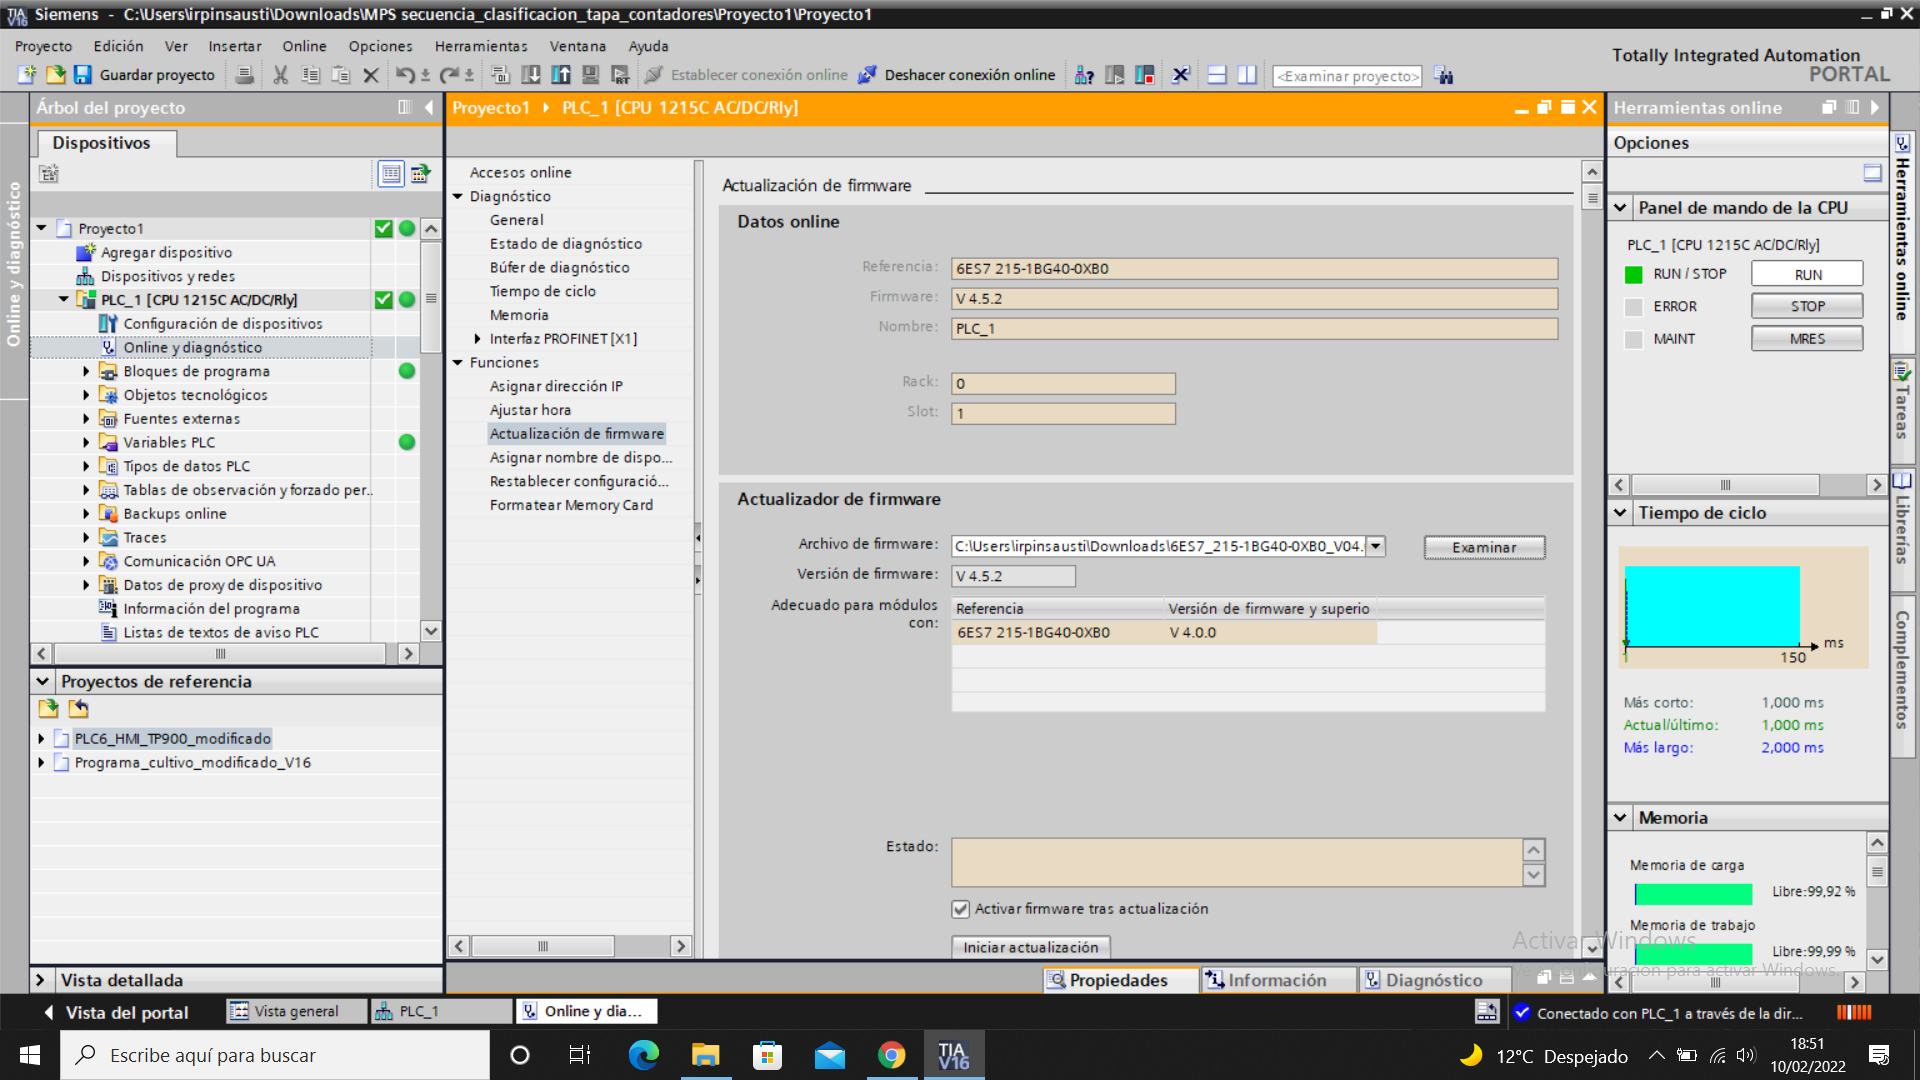 Siemens - C:\Users\irpinsausti\Downloads\MPS secuencia_clasificacion_tapa_contadores\Proyecto1\Proyecto1
Proyecto Edición Ver Insertar Online Opciones Herramientas Ventana Ayuda
Guardar proyecto Establecer conexión online Deshacer conexión online <Examinar proyecto>
Totally Integrated Automation
PORTAL
Árbol del proyecto
Dispositivos
Online y diagnóstico
Proyecto1
Agregar dispositivo
Dispositivos y redes
PLC_1 [CPU 1215C AC/DC/Rly]
Configuración de dispositivos
Online y diagnóstico
Bloques de programa
Objetos tecnológicos
Fuentes externas
Variables PLC
Tipos de datos PLC
Tablas de observación y forzado per..
Backups online
Traces
Comunicación OPC UA
Datos de proxy de dispositivo
Información del programa
Listas de textos de aviso PLC
Proyectos de referencia
PLC6_HMI_TP900_modificado
Programa_cultivo_modificado_V16
Vista detallada
Proyecto1 PLC_1 [CPU 1215C AC/DC/Rly]
Accesos online
Diagnóstico
General
Estado de diagnóstico
Búfer de diagnóstico
Tiempo de ciclo
Memoria
Interfaz PROFINET [X1]
Funciones
Asignar dirección IP
Ajustar hora
Actualización de firmware
Asignar nombre de dispo...
Restablecer configuració...
Formatear Memory Card
Actualización de firmware
Datos online
Referencia: 6ES7 215-1BG40-0XB0
Firmware: V 4.5.2
Nombre: PLC_1
Rack: 0
Slot: 1
Actualizador de firmware
Archivo de firmware: C:\Users\irpinsausti\Downloads\6ES7_215-1BG40-0XB0_V04. Examinar
Versión de firmware: V 4.5.2
Adecuado para módulos con:
Referencia Versión de firmware y superio
6ES7 215-1BG40-0XB0 V 4.0.0
Estado:
Activar firmware tras actualización
Iniciar actualización
Propiedades Información Diagnóstico
Herramientas online
Opciones
Panel de mando de la CPU
PLC_1 [CPU 1215C AC/DC/Rly]
RUN / STOP RUN
ERROR STOP
MAINT MRES
Tiempo de ciclo
ms
1 150
Más corto: 1,000 ms
Actual/último: 1,000 ms
Más largo: 2,000 ms
Memoria
Memoria de carga
Libre:99,92 %
Memoria de trabajo
Libre:99,99 %
Activar Windows
para activar Windows.
Herramientas online
Tareas
Librerías
Complementos
Vista del portal Vista general PLC_1 Online y dia... Conectado con PLC_1 a través de la dir...
Escribe aquí para buscar
TIA
V16
12°C Despejado
18:51
10/02/2022